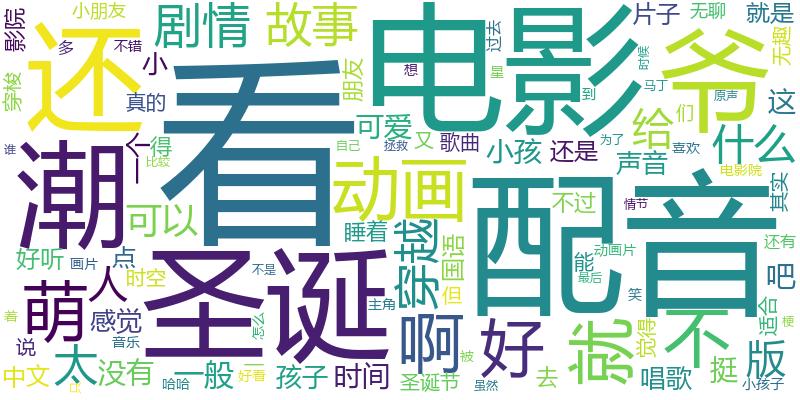 影院
小朋友
剧情
故事
电影
片子
无聊
就是
多
不错
过去
还
看
爷
无趣
穿梭
小
朋友
想
星
时候
真的
到
马丁
原声
这
谁
得
可爱
又
歌曲
给
们
什么
潮
个
比较
自己
拯救
小孩
还是
为了
声音
喜欢
动画
配音
电影院
可以
不过
情节
其实
好听
画片
点
时空
圣诞
睡着
穿越
国语
能
动画片
还有
不是
但
最后
吧
萌
人
主角
笑
着
感觉
音乐
怎么
啊
好
就
不
适合
梗
说
觉得
版
太
没有
一般
孩子
时间
被
挺
中文
哈哈
好看
圣诞节
虽然
去
唱歌
小孩子